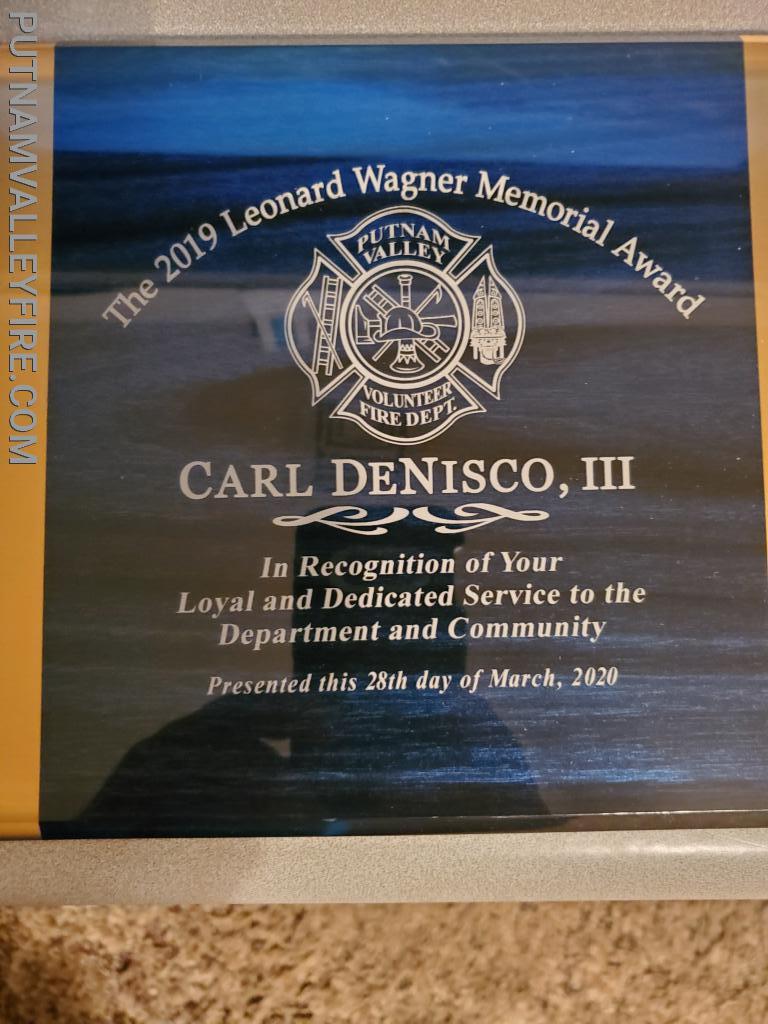 PUTNAMVALLEYFIRE.COM
The 2019 Leonard Wagner Memorial Award
PUTNAM
VALLEY
VOLUNTEER
FIRE DEPT.
CARL DENISCO, III
In Recognition of Your
Loyal and Dedicated Service to the
Department and Community
Presented this 28th day of March, 2020